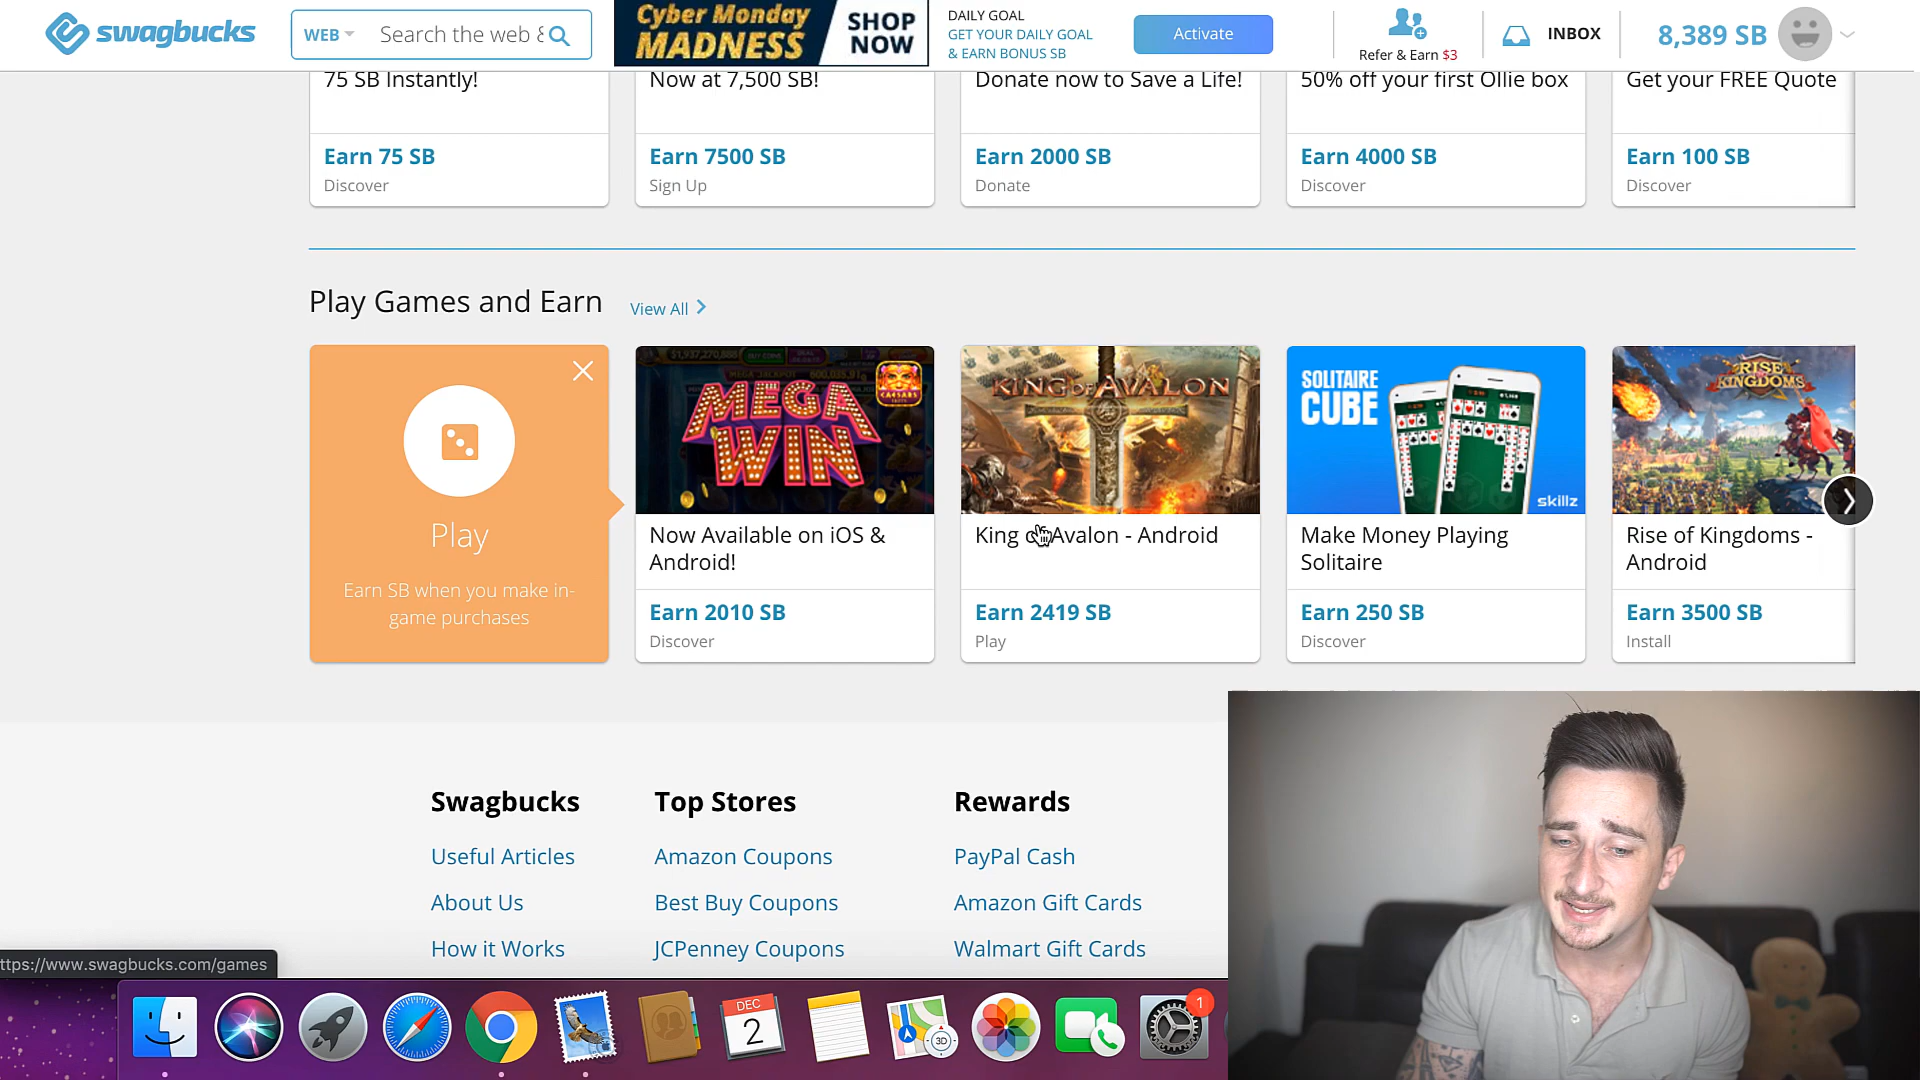 swagbucks
WEB
Search the web &
Cyber Monday
MADNESS
SHOP
NOW
DAILY GOAL
GET YOUR DAILY GOAL
& EARN BONUS SB
Activate
Refer & Earn $3
INBOX
8,389 SB
75 SB Instantly!
Now at 7,500 SB!
Donate now to Save a Life!
50% off your first Ollie box
Get your FREE Quote
Earn 75 SB
Earn 7500 SB
Earn 2000 SB
Earn 4000 SB
Earn 100 SB
Discover
Sign Up
Donate
Discover
Discover
Play Games and Earn
View All
Play
Earn SB when you make in-
game purchases
MEGA
WIN
CAESARS
KING OF AVALON
SOLITAIRE
CUBE
skillz
RISE OF
KINGDOMS
Now Available on iOS &
Android!
King of Avalon - Android
Make Money Playing
Solitaire
Rise of Kingdoms -
Android
Earn 2010 SB
Earn 2419 SB
Earn 250 SB
Earn 3500 SB
Discover
Play
Discover
Install
Swagbucks
Top Stores
Rewards
Useful Articles
Amazon Coupons
PayPal Cash
About Us
Best Buy Coupons
Amazon Gift Cards
How it Works
JCPenney Coupons
Walmart Gift Cards
ttps://www.swagbucks.com/games
DEC
2
3D
1